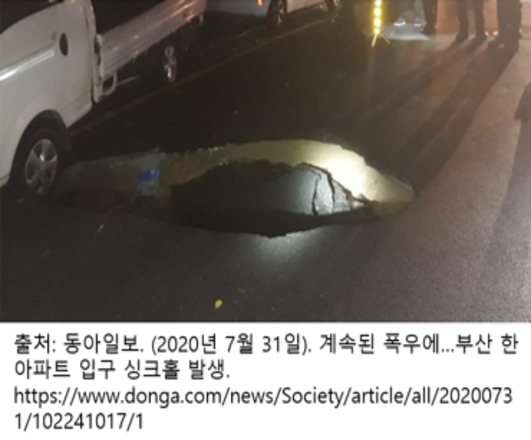 출처: 동아일보. (2020년 7월 31일). 계속된 폭우에...부산 한
아파트 입구 싱크홀 발생.
https://www.donga.com/news/Society/article/all/2020073
1/102241017/1